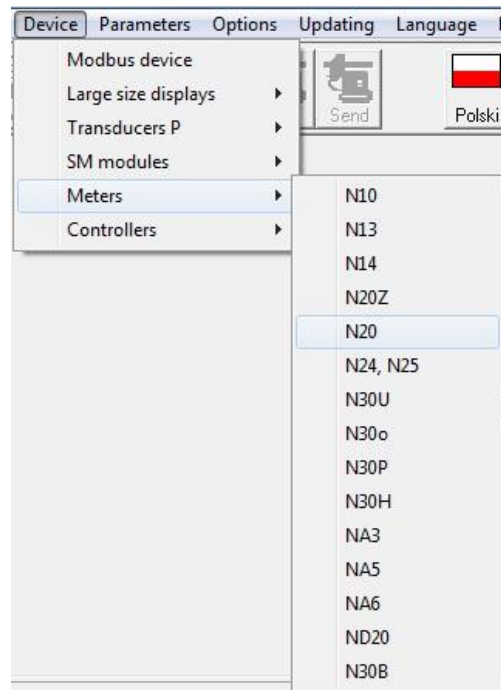 Device Parameters Options Updating Language
Modbus device
Large size displays
Transducers P
SM modules
Meters
Controllers
Send
Polski
N10
N13
N14
N20Z
N20
N24, N25
N30U
N30o
N30P
N30H
NA3
NA5
NA6
ND20
N30B